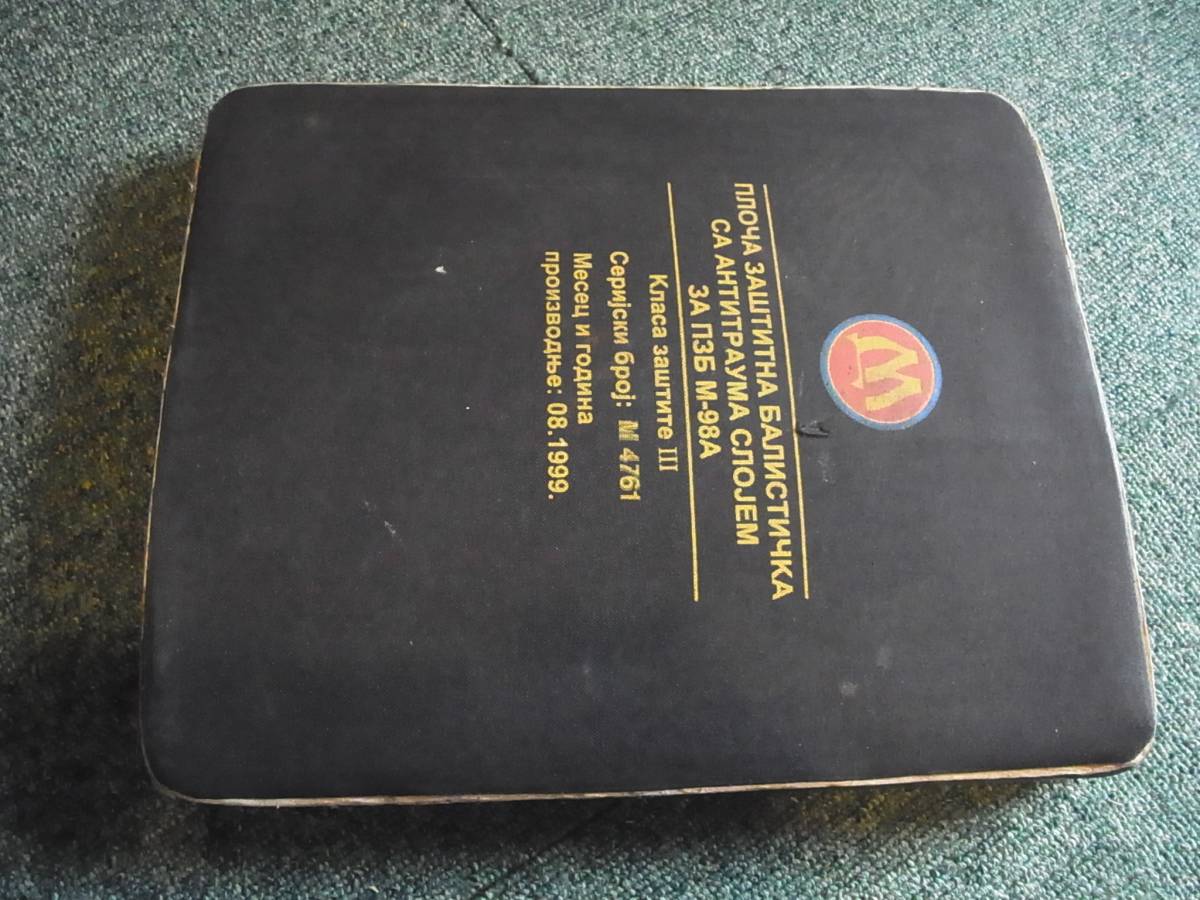 ПЛОЧА ЗАШТИТНА БАЛИСТИЧКА
СА АНТИТРАУМА СЛОЈЕМ
ЗА ПЗБ М-98А
Класа заштите III
Серијски број: М 4761
Месец и година
производње: 08.1999.